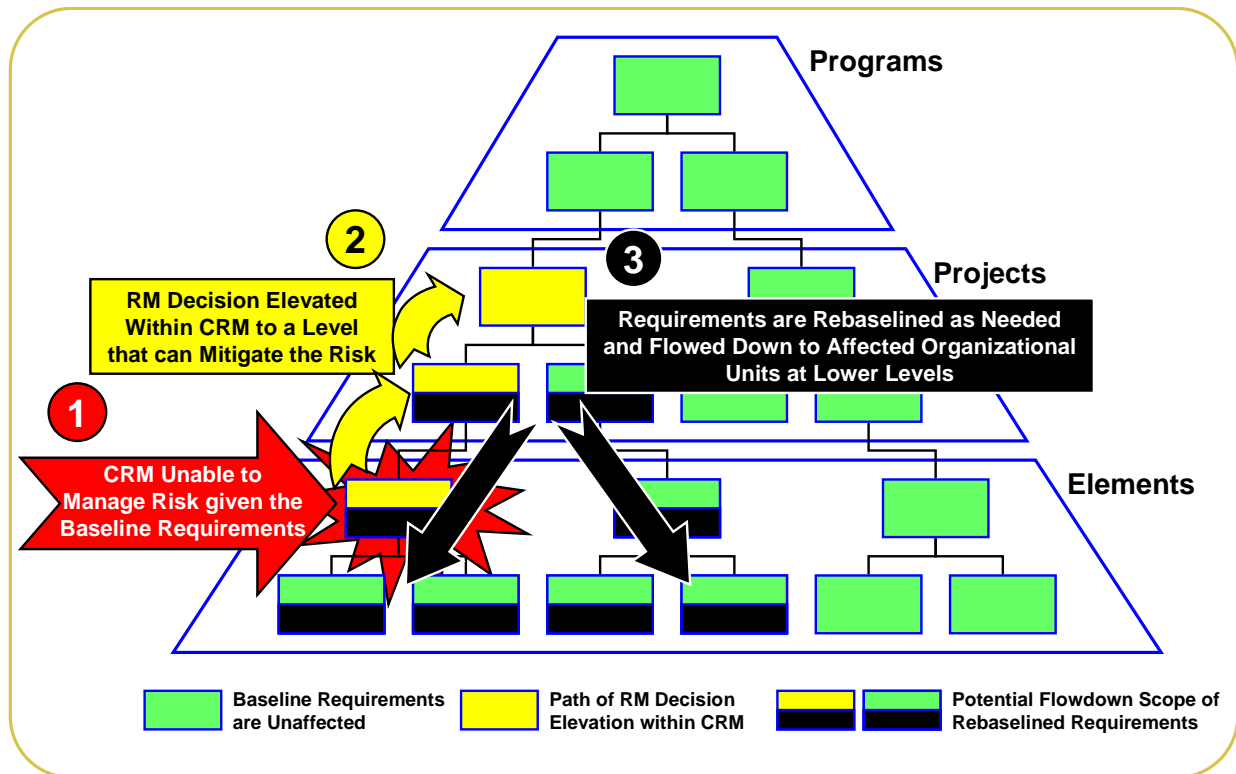 Programs
2
3
Projects
RM Decision Elevated
Within CRM to a Level
that can Mitigate the Risk
Requirements are Rebaselined as Needed
and Flowed Down to Affected Organizational
Units at Lower Levels
1
CRM Unable to
Manage Risk given the
Baseline Requirements
Elements
Baseline Requirements
are Unaffected
Path of RM Decision
Elevation within CRM
Potential Flowdown Scope of
Rebaselined Requirements